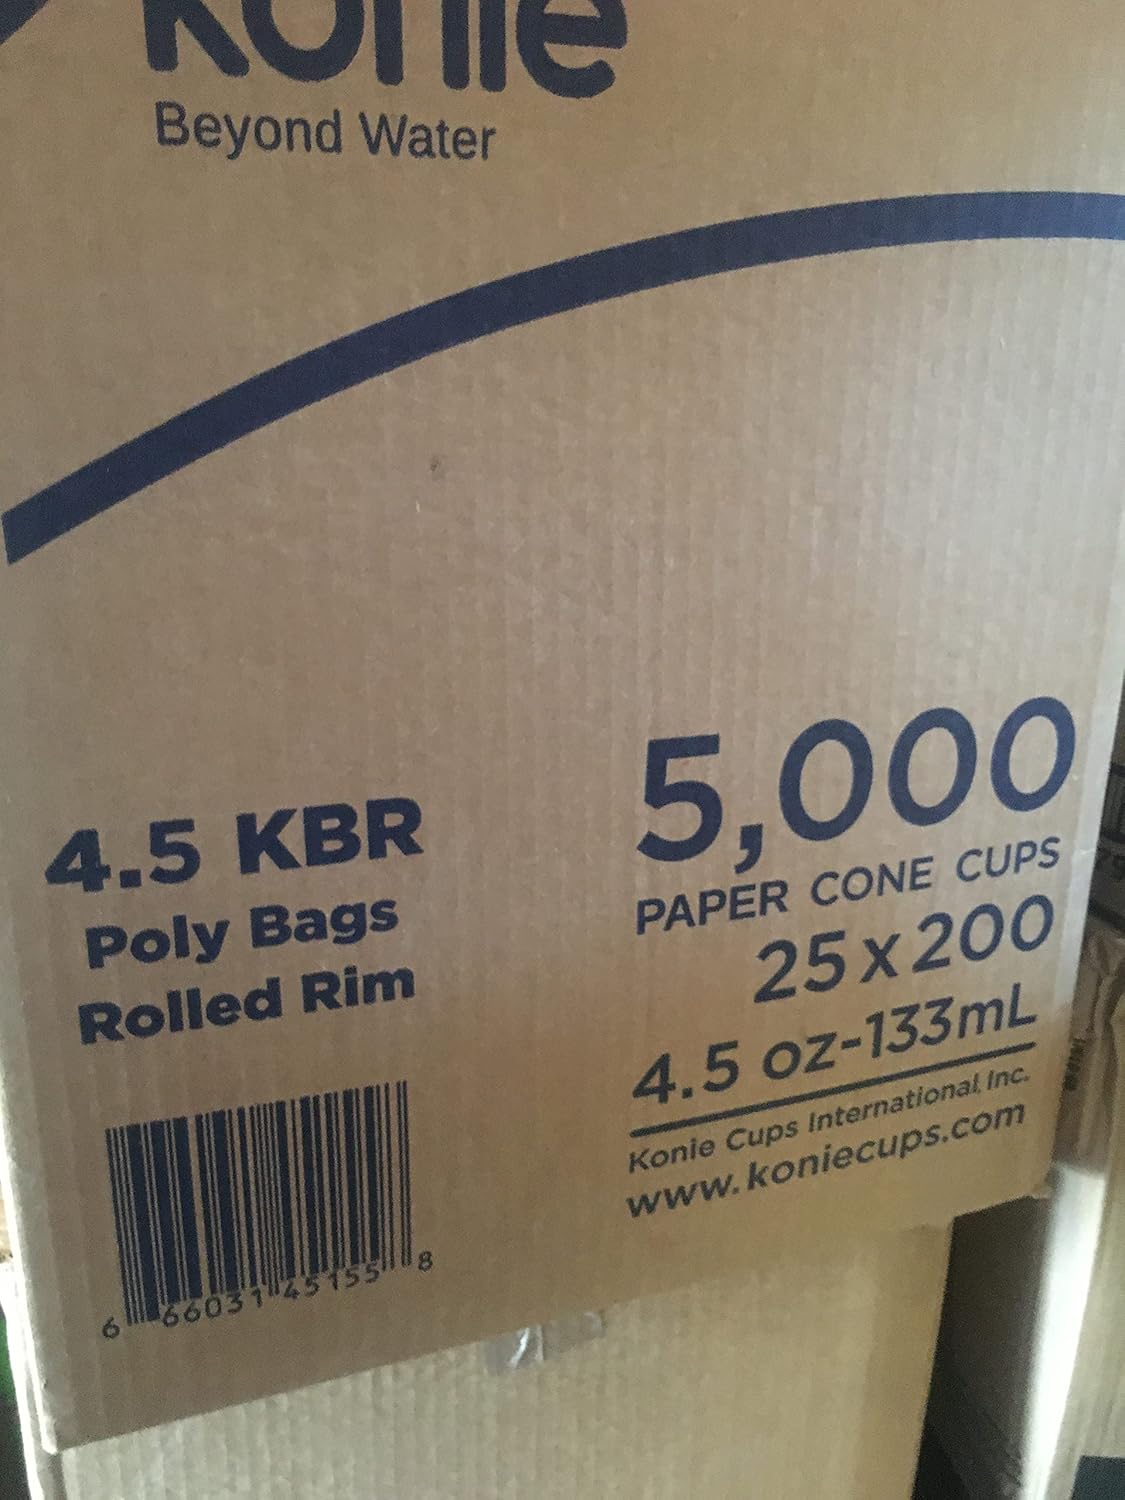 Konie
Beyond Water
4.5 KBR
Poly Bags
Rolled Rim
6 66031 45155 8
5,000
PAPER CONE CUPS
25 x 200
4.5 oz-133mL
Konie Cups International, Inc.
www.koniecups.com